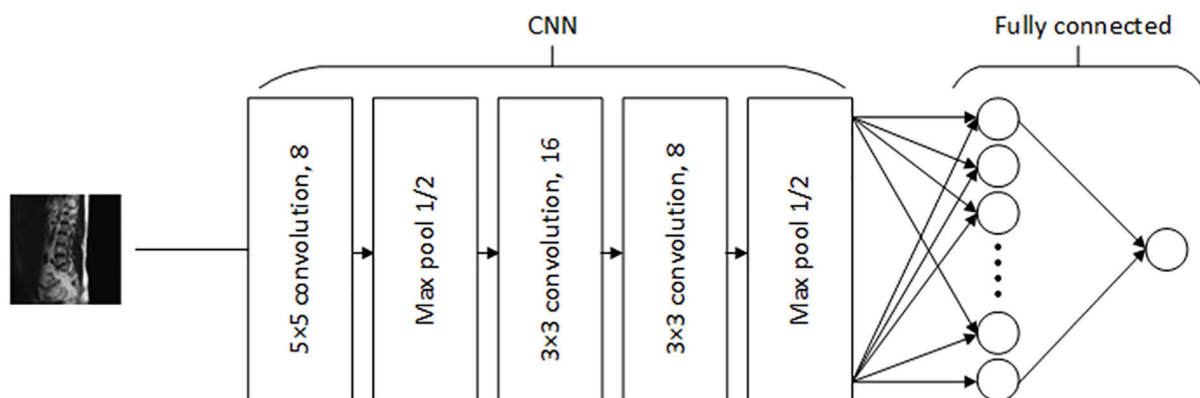 CNN
Fully connected
5×5 convolution, 8
Max pool 1/2
3×3 convolution, 16
3×3 convolution, 8
Max pool 1/2